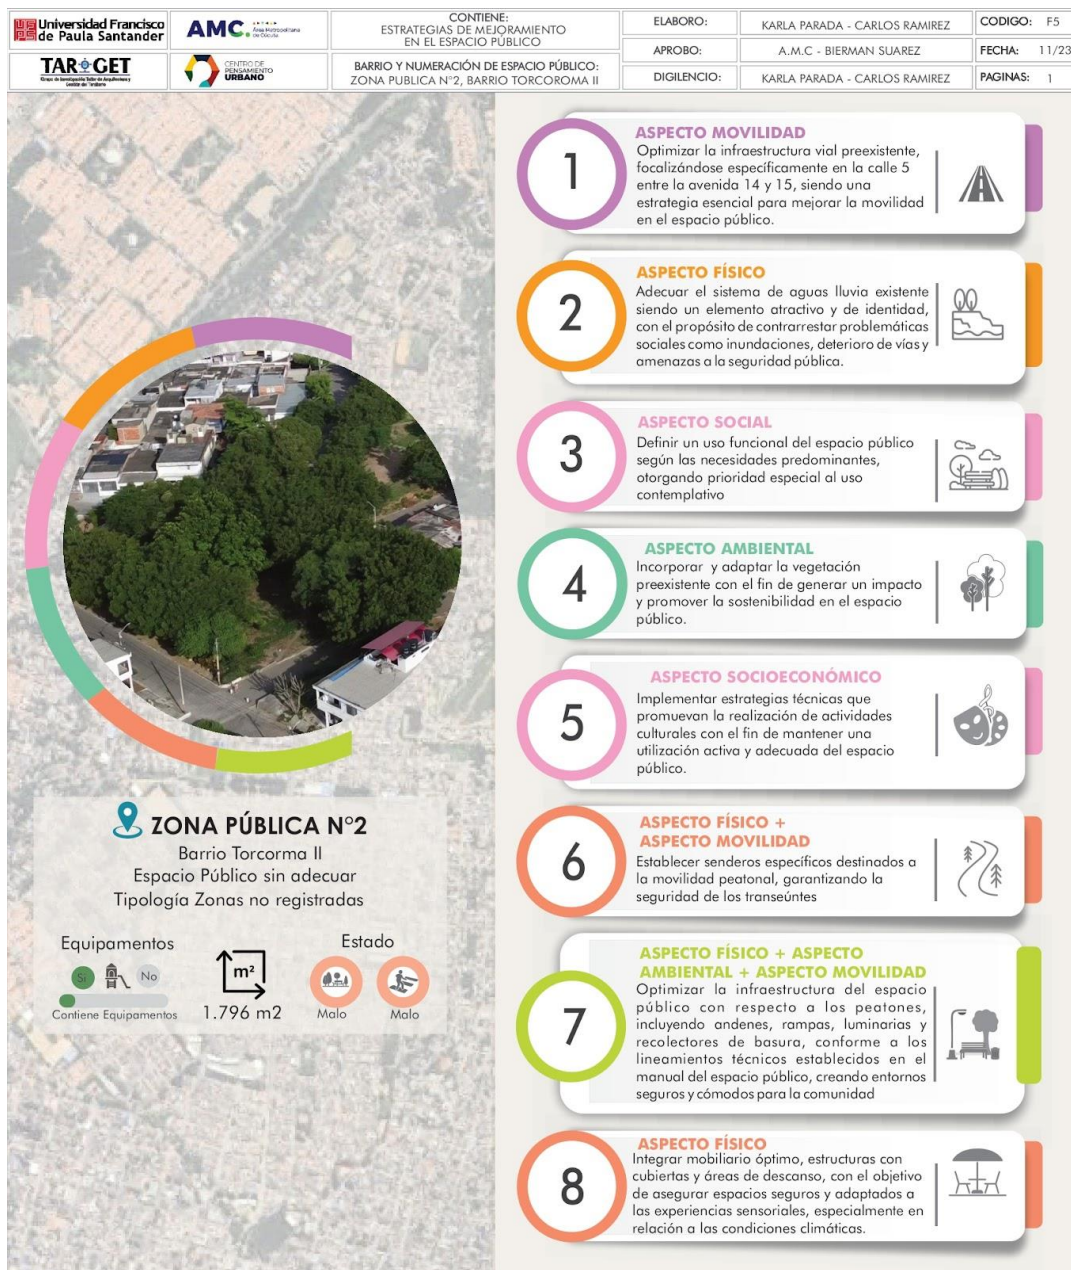 Universidad Francisco
de Paula Santander
AMC.
Área Metropolitana
de Cúcuta
TAR GET
CENTRO DE
PENSAMIENTO
URBANO
CONTIENE:
ESTRATEGIAS DE MEJORAMIENTO
EN EL ESPACIO PÚBLICO
BARRIO Y NUMERACIÓN DE ESPACIO PÚBLICO:
ZONA PUBLICA N°2, BARRIO TORCOROMA II
ELABORO:
KARLA PARADA - CARLOS RAMIREZ
CODIGO: F5
APROBO:
A.M.C - BIERMAN SUAREZ
FECHA: 11/23
DIGILENCIO:
KARLA PARADA - CARLOS RAMIREZ
PAGINAS: 1
ZONA PÚBLICA N°2
Barrio Torcorma II
Espacio Público sin adecuar
Tipología Zonas no registradas
Equipamentos
Si
No
Contiene Equipamentos
m²
1.796 m2
Estado
Malo
Malo
1
ASPECTO MOVILIDAD
Optimizar la infraestructura vial preexistente,
focalizándose específicamente en la calle 5
entre la avenida 14 y 15, siendo una
estrategia esencial para mejorar la movilidad
en el espacio público.
2
ASPECTO FÍSICO
Adecuar el sistema de aguas lluvia existente
siendo un elemento atractivo y de identidad,
con el propósito de contrarrestar problemáticas
sociales como inundaciones, deterioro de vías y
amenazas a la seguridad pública.
3
ASPECTO SOCIAL
Definir un uso funcional del espacio público
según las necesidades predominantes,
otorgando prioridad especial al uso
contemplativo
4
ASPECTO AMBIENTAL
Incorporar y adaptar la vegetación
preexistente con el fin de generar un impacto
y promover la sostenibilidad en el espacio
público.
5
ASPECTO SOCIOECONÓMICO
Implementar estrategias técnicas que
promuevan la realización de actividades
culturales con el fin de mantener una
utilización activa y adecuada del espacio
público.
6
ASPECTO FÍSICO +
ASPECTO MOVILIDAD
Establecer senderos específicos destinados a
la movilidad peatonal, garantizando la
seguridad de los transeúntes
7
ASPECTO FÍSICO + ASPECTO
AMBIENTAL + ASPECTO MOVILIDAD
Optimizar la infraestructura del espacio
público con respecto a los peatones,
incluyendo andenes, rampas, luminarias y
recolectores de basura, conforme a los
lineamientos técnicos establecidos en el
manual del espacio público, creando entornos
seguros y cómodos para la comunidad
8
ASPECTO FÍSICO
Integrar mobiliario óptimo, estructuras con
cubiertas y áreas de descanso, con el objetivo
de asegurar espacios seguros y adaptados a
las experiencias sensoriales, especialmente en
relación a las condiciones climáticas.